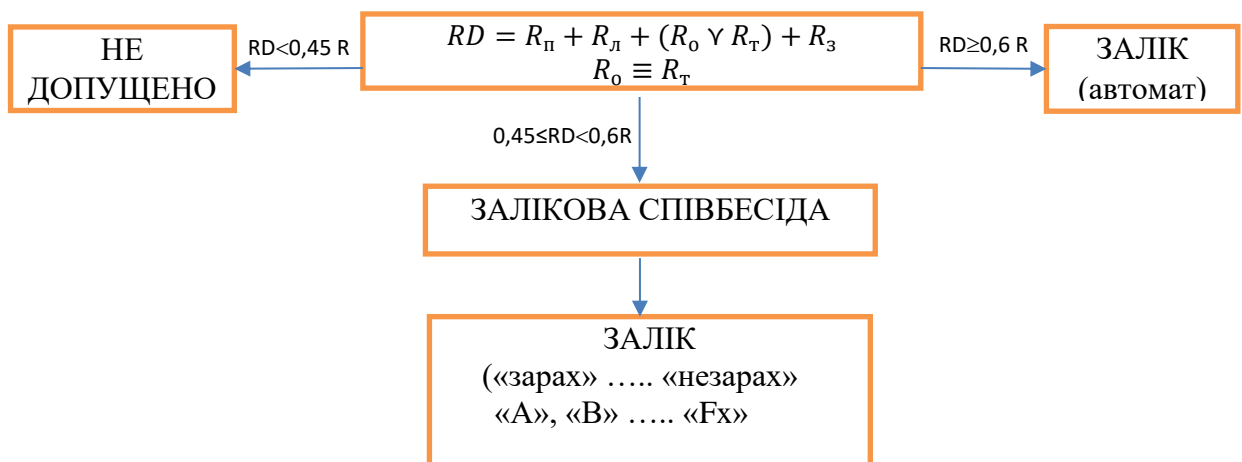 НЕ
ДОПУЩЕНО
RD<0,45 R
RD = Rп + Rл + (Rо ⋎ Rт) + Rз
Rо ≡ Rт
RD≥0,6 R
ЗАЛІК
(автомат)
0,45≤RD<0,6R
ЗАЛІКОВА СПІВБЕСІДА
ЗАЛІК
(«зарах» ….. «незарах»
«А», «В» ….. «Fx»